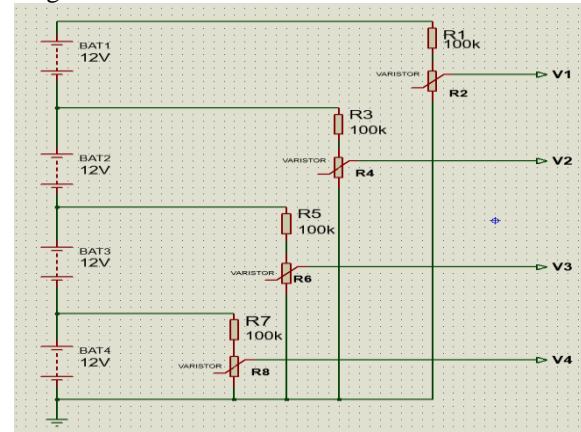 BAT1
12V
R1
100k
VARISTOR
R2
V1
R3
100k
BAT2
12V
VARISTOR
R4
V2
R5
100k
BAT3
12V
VARISTOR
R6
V3
R7
100k
BAT4
12V
VARISTOR
R8
V4